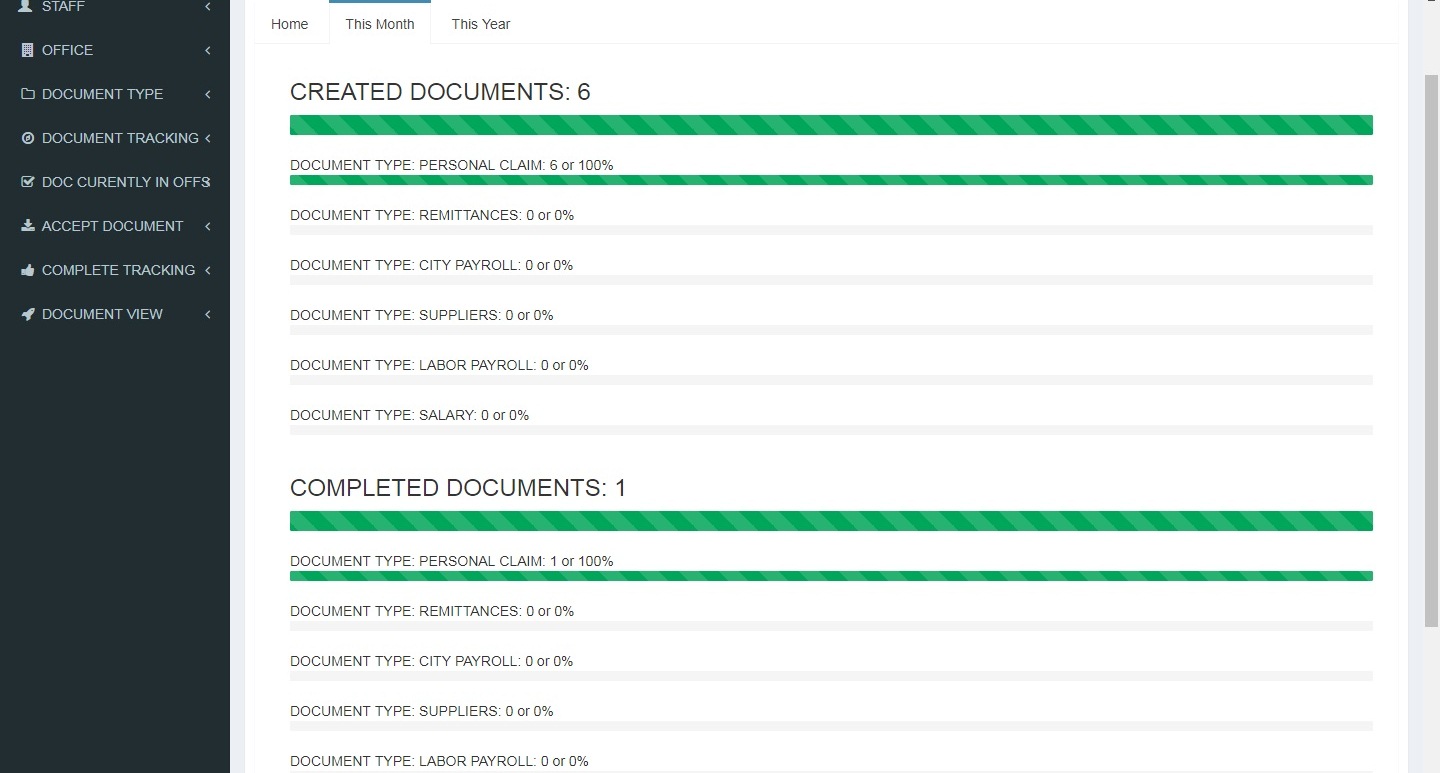 STAFF
OFFICE
DOCUMENT TYPE
DOCUMENT TRACKING
DOC CURENTLY IN OFFS
ACCEPT DOCUMENT
COMPLETE TRACKING
DOCUMENT VIEW
Home This Month This Year
CREATED DOCUMENTS: 6
DOCUMENT TYPE: PERSONAL CLAIM: 6 or 100%
DOCUMENT TYPE: REMITTANCES: 0 or 0%
DOCUMENT TYPE: CITY PAYROLL: 0 or 0%
DOCUMENT TYPE: SUPPLIERS: 0 or 0%
DOCUMENT TYPE: LABOR PAYROLL: 0 or 0%
DOCUMENT TYPE: SALARY: 0 or 0%
COMPLETED DOCUMENTS: 1
DOCUMENT TYPE: PERSONAL CLAIM: 1 or 100%
DOCUMENT TYPE: REMITTANCES: 0 or 0%
DOCUMENT TYPE: CITY PAYROLL: 0 or 0%
DOCUMENT TYPE: SUPPLIERS: 0 or 0%
DOCUMENT TYPE: LABOR PAYROLL: 0 or 0%